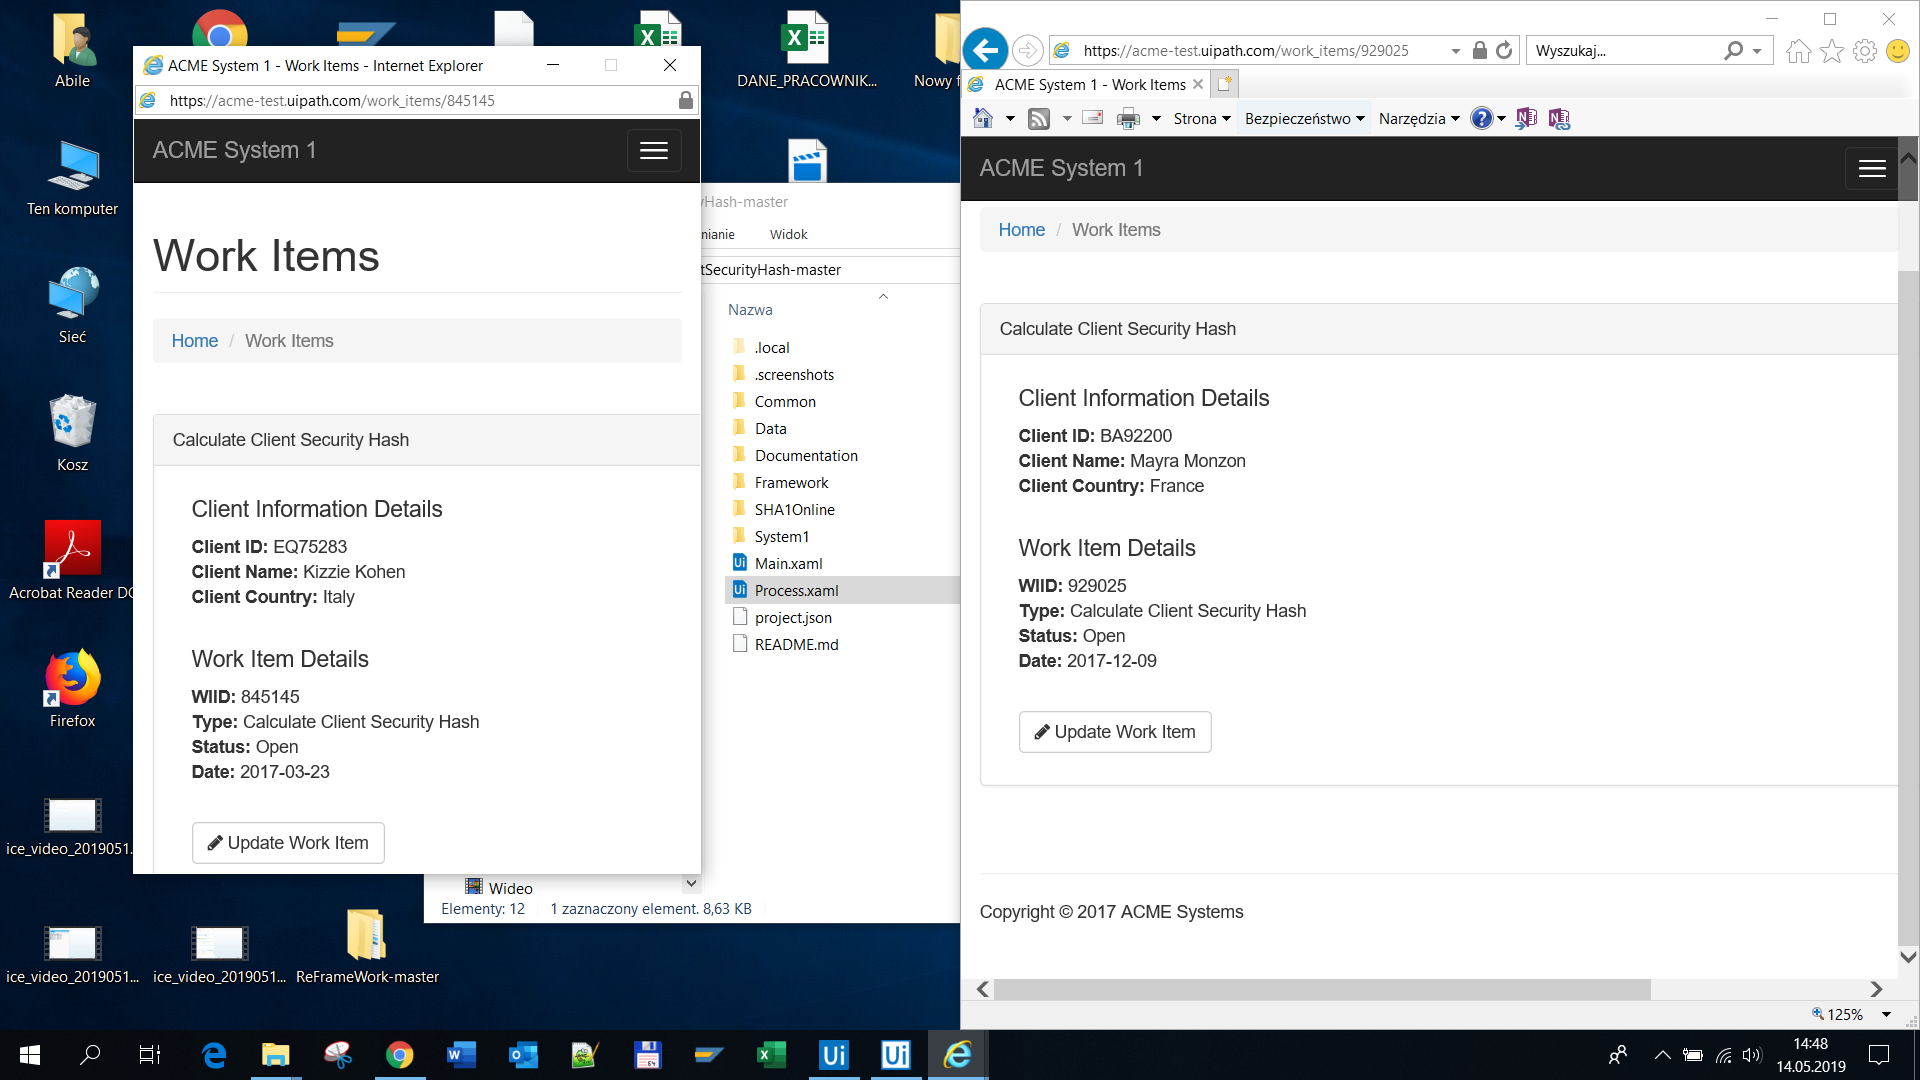 Abile
Ten komputer
Sieć
Kosz
Acrobat Reader DC
Firefox
ice_video_2019051...
ice_video_2019051...
ice_video_2019051...
ReFrameWork-master
DANE_PRACOWNIK...
Nowy f
ACME System 1 - Work Items - Internet Explorer
https://acme-test.uipath.com/work_items/845145
ACME System 1
Work Items
Home / Work Items
Calculate Client Security Hash
Client Information Details
Client ID: EQ75283
Client Name: Kizzie Kohen
Client Country: Italy
Work Item Details
WIID: 845145
Type: Calculate Client Security Hash
Status: Open
Date: 2017-03-23
Update Work Item
yHash-master
nianie Widok
tSecurityHash-master
Nazwa
.local
.screenshots
Common
Data
Documentation
Framework
SHA1Online
System1
Main.xaml
Process.xaml
project.json
README.md
Wideo
Elementy: 12 1 zaznaczony element. 8,63 KB
https://acme-test.uipath.com/work_items/929025
Wyszukaj...
ACME System 1 - Work Items
Strona Bezpieczeństwo Narzędzia
ACME System 1
Home / Work Items
Calculate Client Security Hash
Client Information Details
Client ID: BA92200
Client Name: Mayra Monzon
Client Country: France
Work Item Details
WIID: 929025
Type: Calculate Client Security Hash
Status: Open
Date: 2017-12-09
Update Work Item
Copyright © 2017 ACME Systems
125%
14:48
14.05.2019